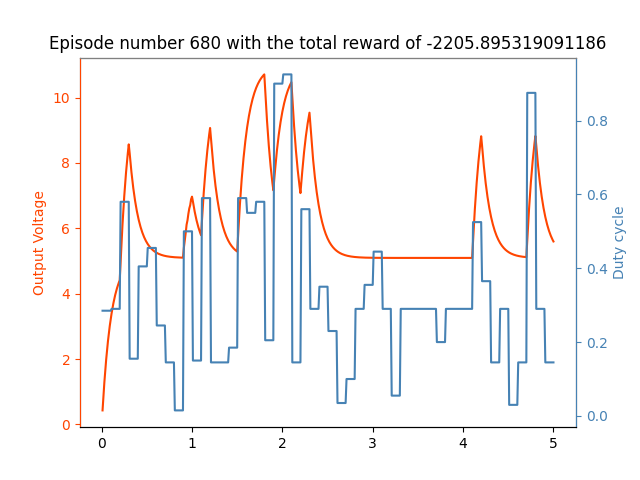 Episode number 680 with the total reward of -2205.895319091186
10
8
6
4
2
0
Output Voltage
0.8
0.6
0.4
0.2
0.0
Duty cycle
0 1 2 3 4 5